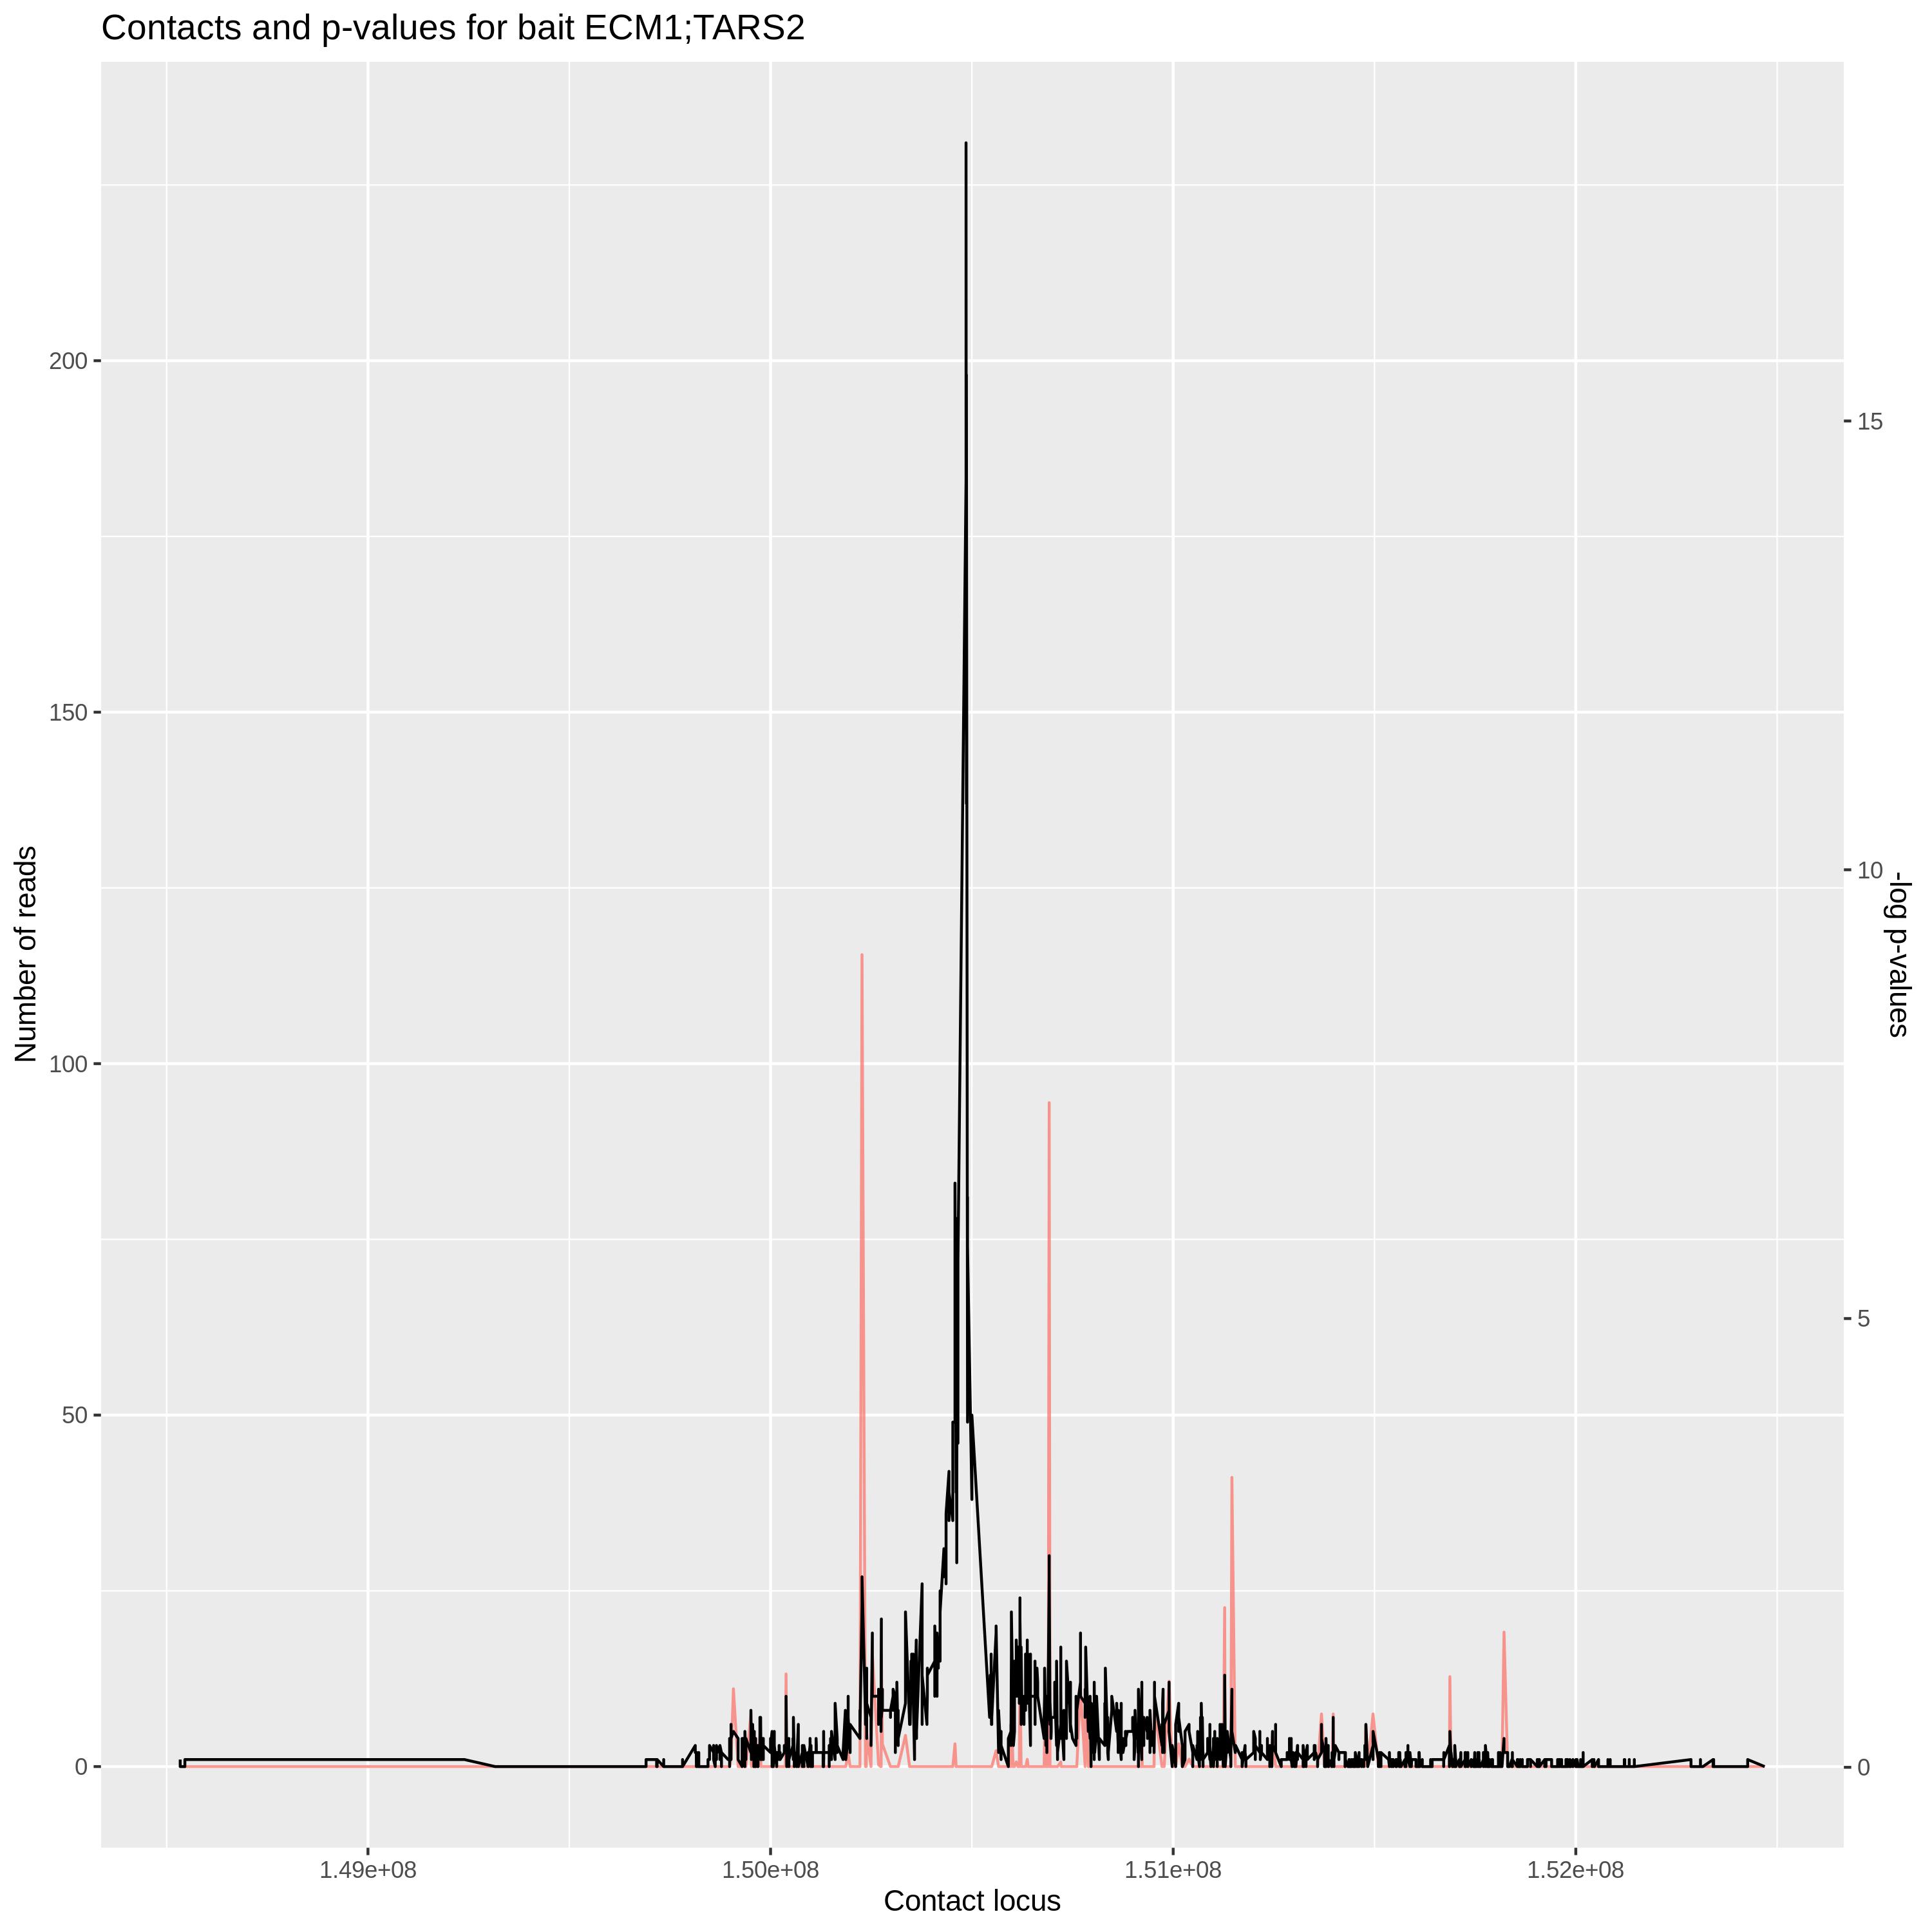 Contacts and p-values for bait ECM1;TARS2
Number of reads
200
150
100
50
0
15
10
5
0
-log p-values
1.49e+08
1.50e+08
1.51e+08
1.52e+08
Contact locus